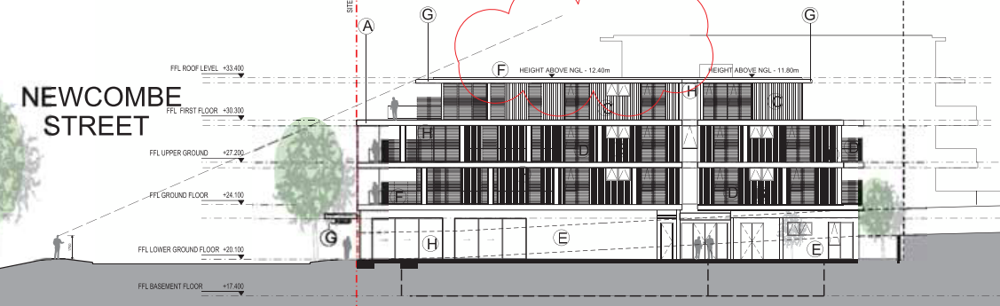 SITE
G
G
A
FFL ROOF LEVEL +33.400
F
HEIGHT ABOVE NGL - 12.40m
HEIGHT ABOVE NGL - 11.80m
NEWCOMBE
STREET
H
C
C
FFL FIRST FLOOR +30.300
H
D
D
FFL UPPER GROUND +27.200
FFL GROUND FLOOR +24.100
F
D
G
H
E
E
FFL LOWER GROUND FLOOR +20.100
FFL BASEMENT FLOOR +17.400